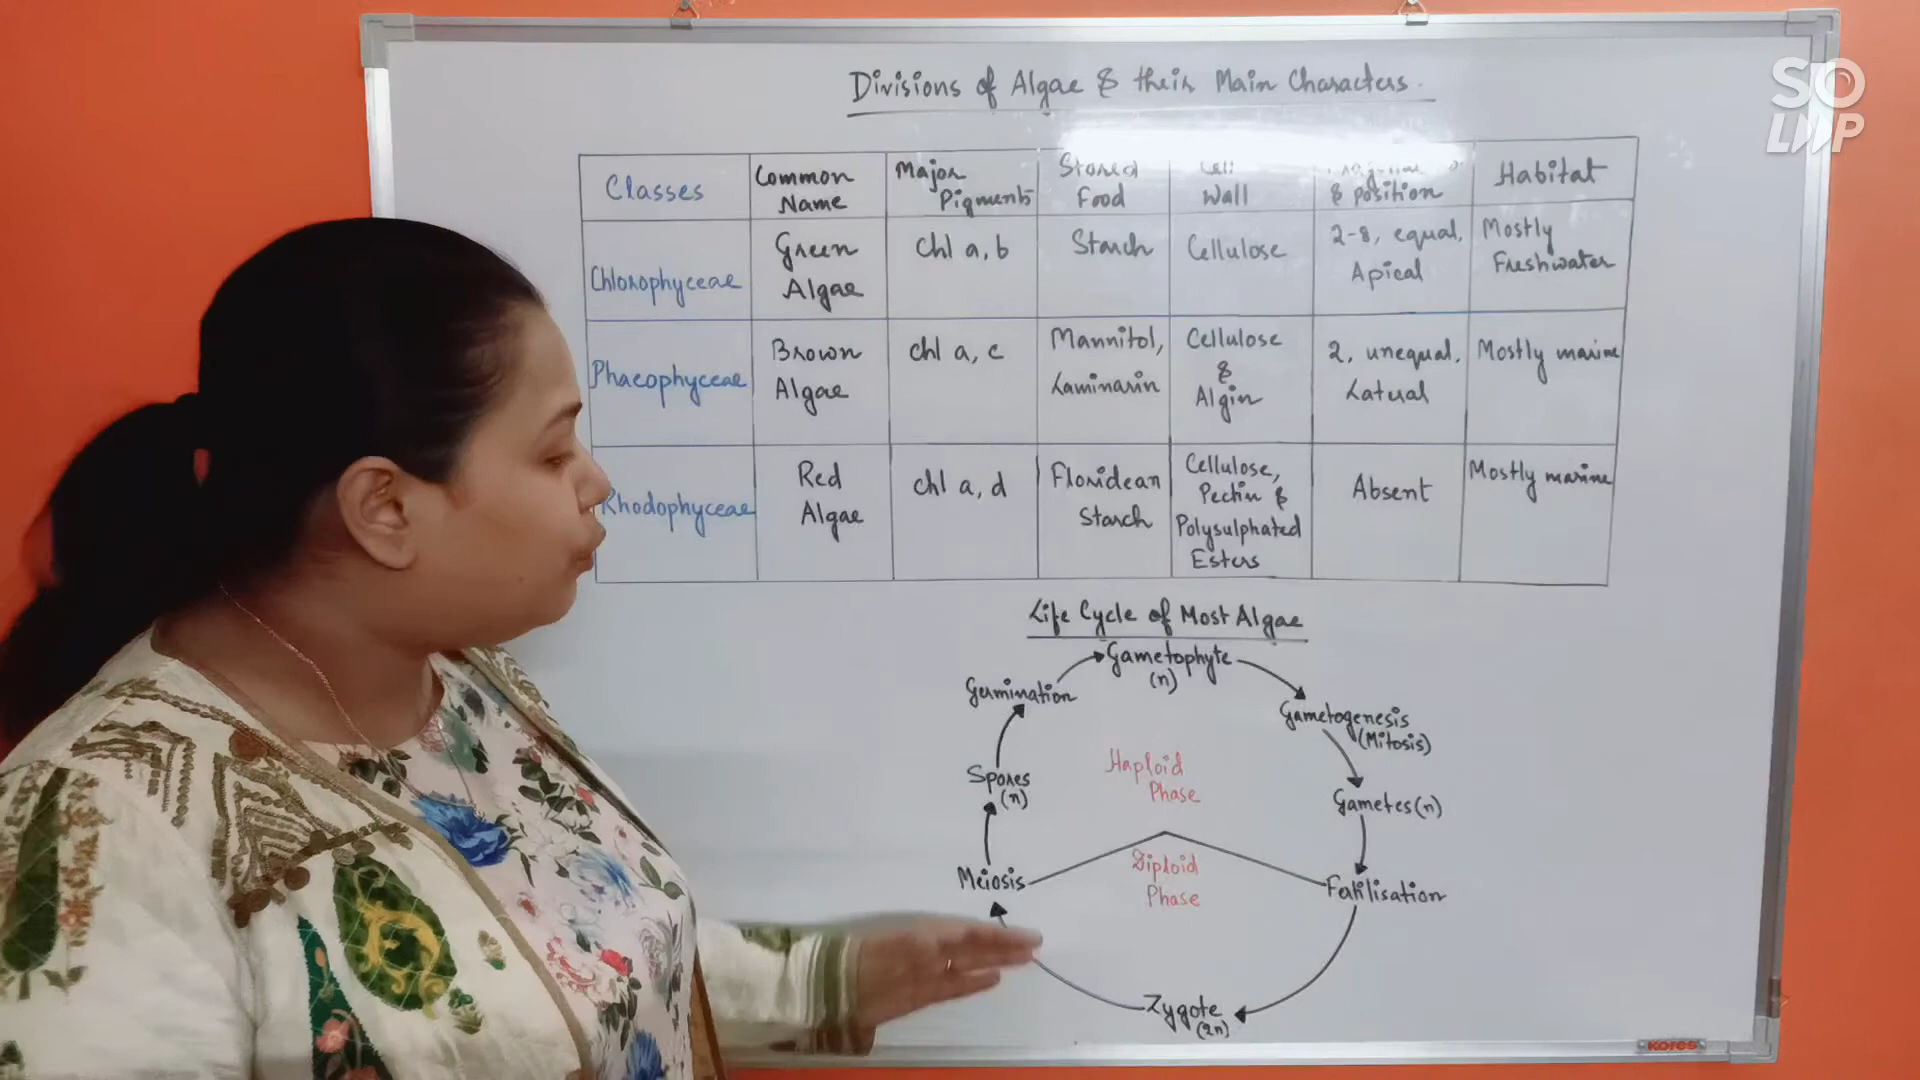 SO
LMP
Divisions of Algae & their Main Characters.
Classes
Common
Name
Major
Pigments
Stored
Food
Cell
Wall
& position
Habitat
Chlorophyceae
Green
Algae
Chl a, b
Starch
Cellulose
2-8, equal,
Apical
Mostly
Freshwater
Phaeophyceae
Brown
Algae
chl a, c
Mannitol,
Laminarin
Cellulose
&
Algin
2, unequal,
Lateral
Mostly marine
Rhodophyceae
Red
Algae
chl a, d
Floridean
Starch
Cellulose,
Pectin &
Polysulphated
Esters
Absent
Mostly marine
Life Cycle of Most Algae
Gametophyte
(n)
Germination
Gametogenesis
(Mitosis)
Haploid
Phase
Spores
(n)
Gametes(n)
Diploid
Phase
Meiosis
Fertilisation
Zygote
(2n)
Kores